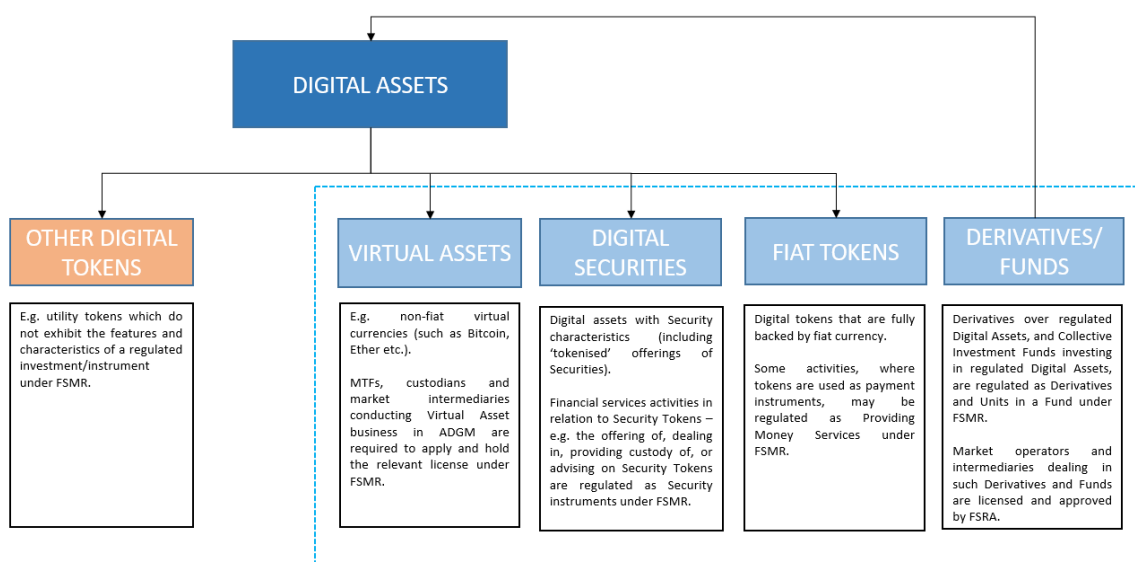 DIGITAL ASSETS
OTHER DIGITAL
TOKENS
E.g. utility tokens which do
not exhibit the features and
characteristics of a regulated
investment/instrument
under FSMR.
VIRTUAL ASSETS
E.g. non-fiat virtual
currencies (such as Bitcoin,
Ether etc.).
MTFs, custodians and
market intermediaries
conducting Virtual Asset
business in ADGM are
required to apply and hold
the relevant license under
FSMR.
DIGITAL
SECURITIES
Digital assets with Security
characteristics (including
‘tokenised’ offerings of
Securities).
Financial services activities in
relation to Security Tokens –
e.g. the offering of, dealing
in, providing custody of, or
advising on Security Tokens
are regulated as Security
instruments under FSMR.
FIAT TOKENS
Digital tokens that are fully
backed by fiat currency.
Some activities, where
tokens are used as payment
instruments, may be
regulated as Providing
Money Services under
FSMR.
DERIVATIVES/
FUNDS
Derivatives over regulated
Digital Assets, and Collective
Investment Funds investing
in regulated Digital Assets,
are regulated as Derivatives
and Units in a Fund under
FSMR.
Market operators and
intermediaries dealing in
such Derivatives and Funds
are licensed and approved
by FSRA.